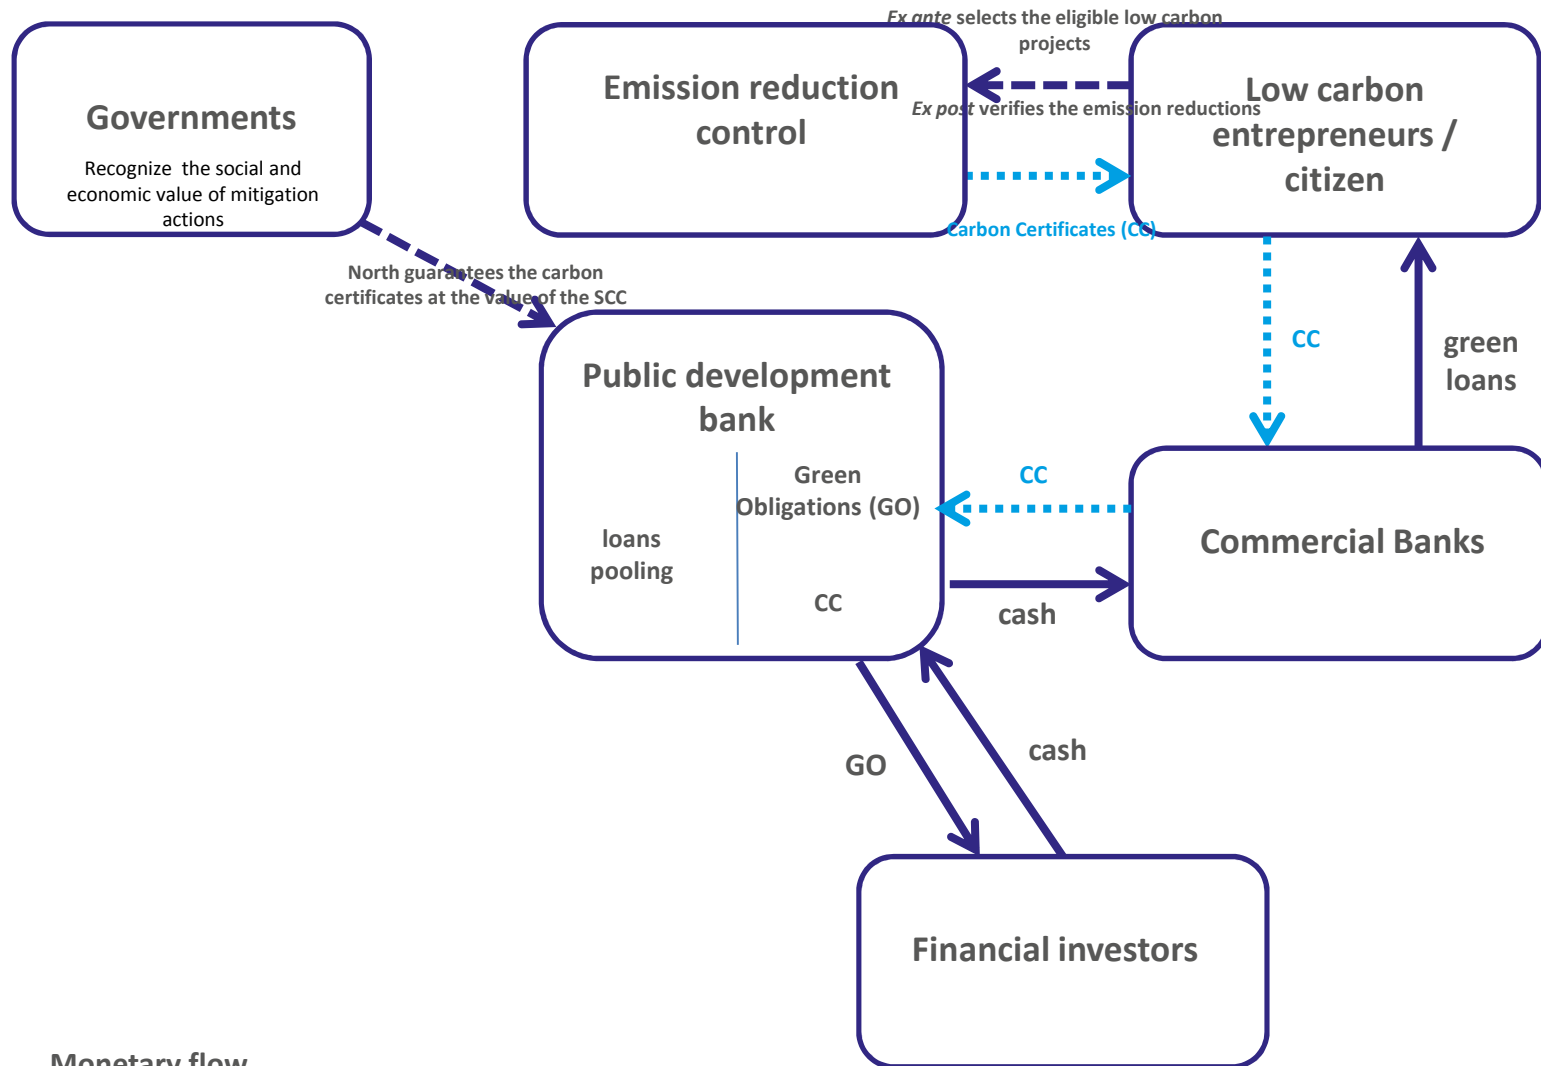 Ex ante selects the eligible low carbon
projects
Governments
Recognize the social and
economic value of mitigation
actions
Emission reduction
control
Ex post verifies the emission reductions
Low carbon
entrepreneurs /
citizen
Carbon Certificates (CC)
North guarantees the carbon
certificates at the value of the SCC
CC
green
loans
Public development
bank
Green
Obligations (GO)
loans
pooling
CC
CC
cash
Commercial Banks
GO
cash
Financial investors
Monetary flow